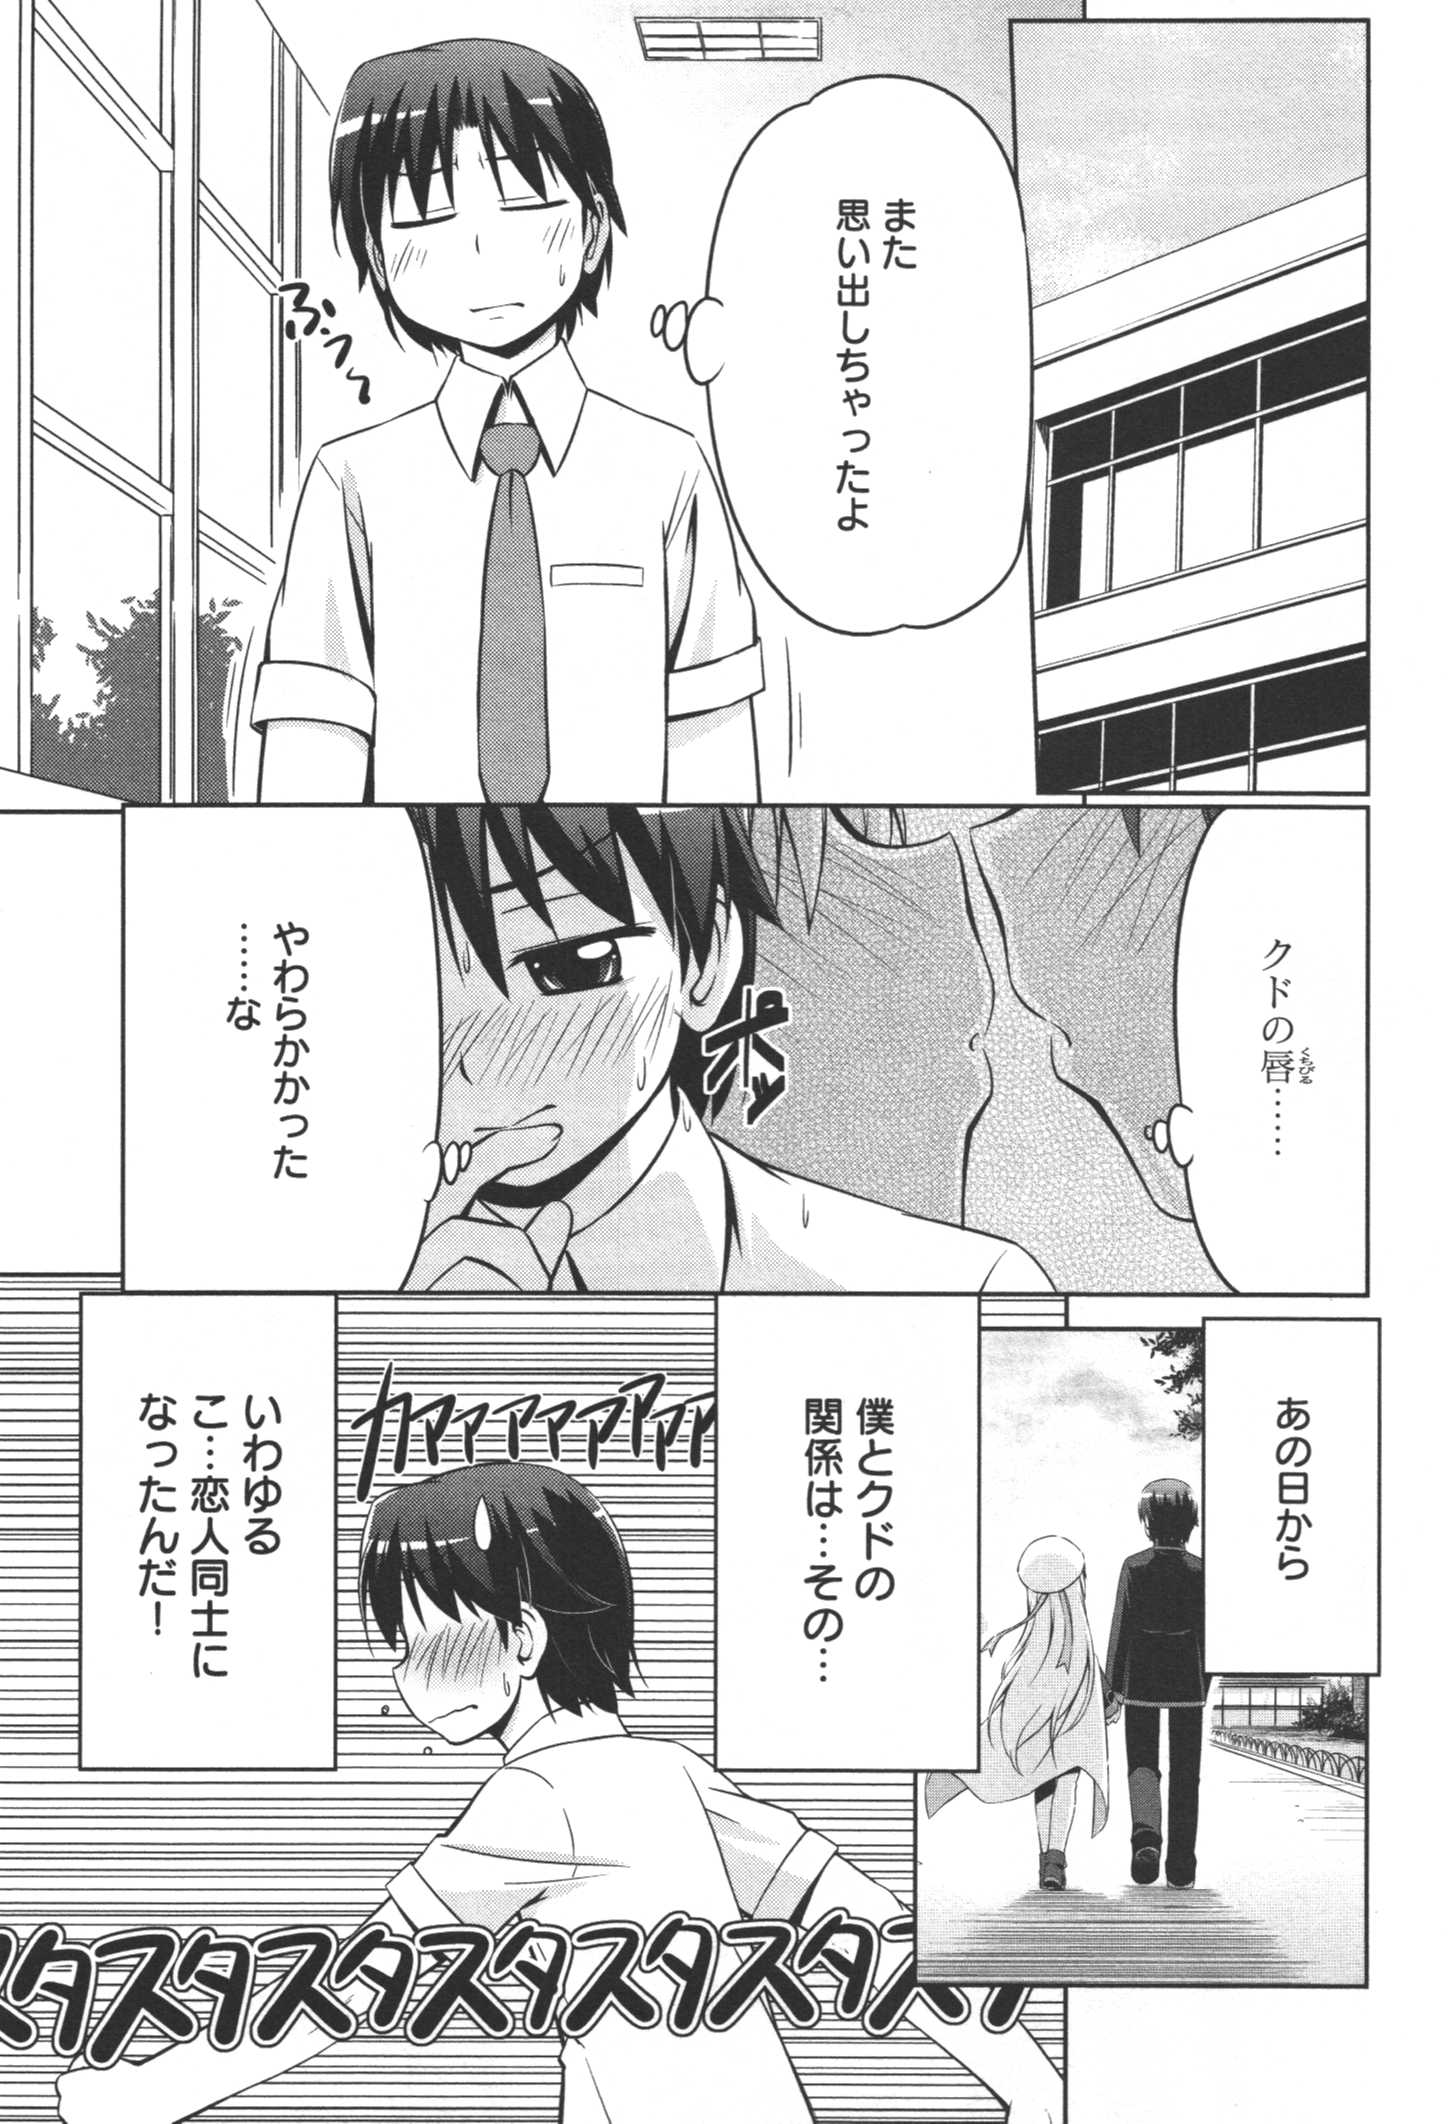 また
思い出しちゃったよ
ふぅ〜
クドの唇……
くちびる
ポッ
やわらかかった
……な
あの日から
僕とクドの
関係は…その…
カァァァァァァァ
いわゆる
こ…恋人同士に
なったんだ！
スタスタスタスタスタスタスタス